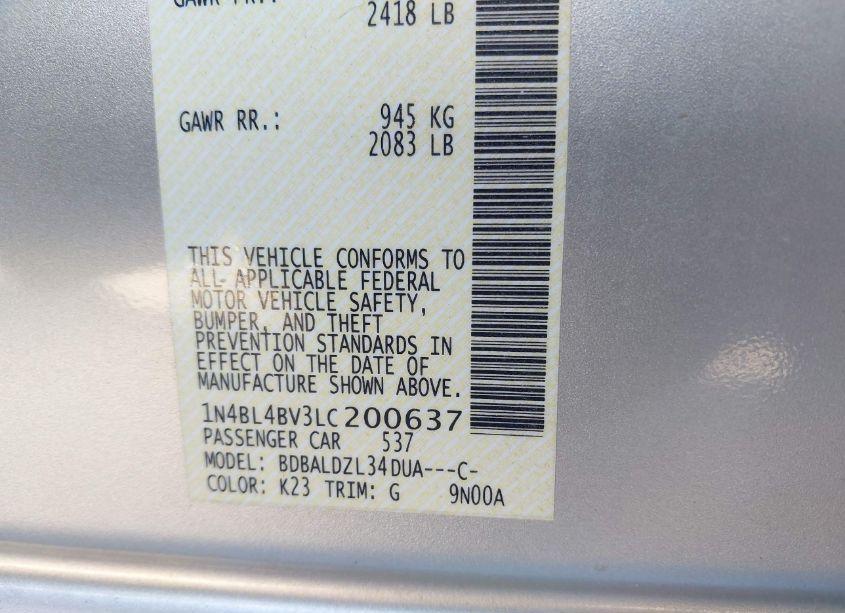 GAWR FRT.:
2418 LB
GAWR RR.: 945 KG
2083 LB
THIS VEHICLE CONFORMS TO
ALL APPLICABLE FEDERAL
MOTOR VEHICLE SAFETY,
BUMPER, AND THEFT
PREVENTION STANDARDS IN
EFFECT ON THE DATE OF
MANUFACTURE SHOWN ABOVE.
1N4BL4BV3LC200637
PASSENGER CAR 537
MODEL: BDBALDZL34DUA---C-
COLOR: K23 TRIM: G 9N00A